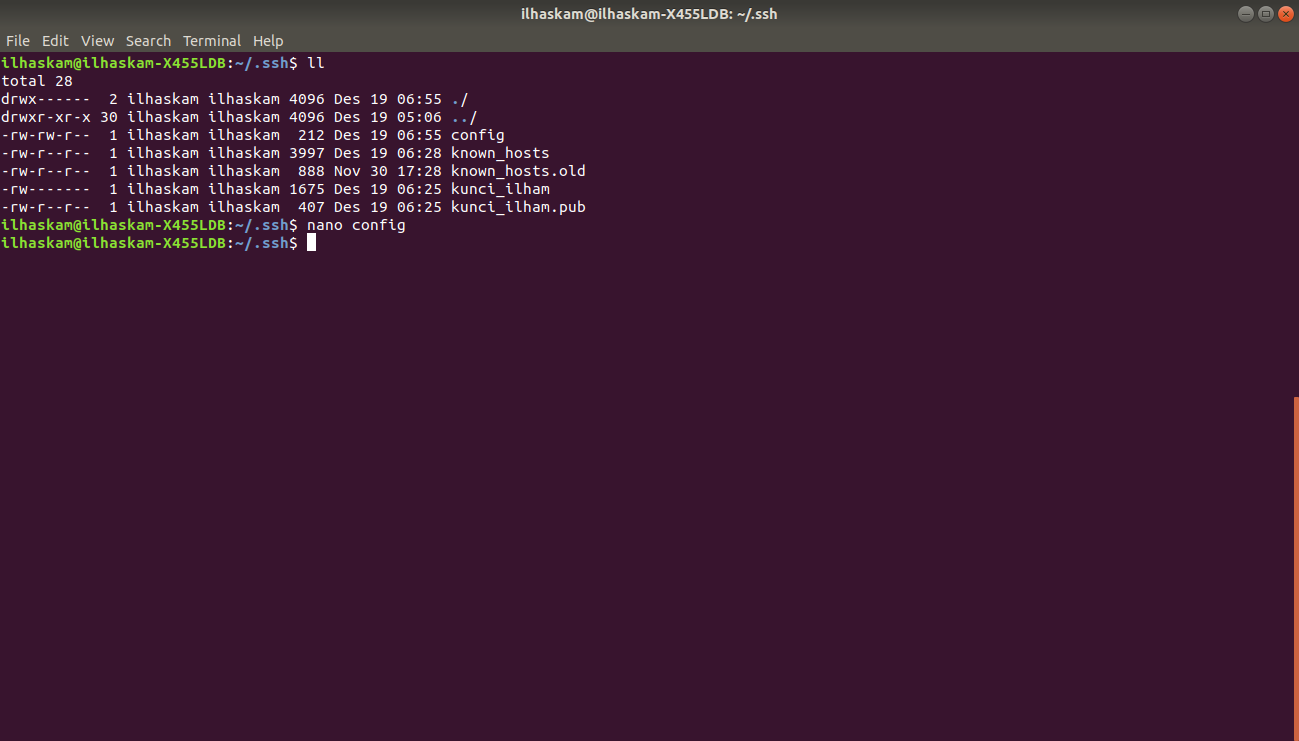 ilhaskam@ilhaskam-X455LDB: ~/.ssh
File Edit View Search Terminal Help
ilhaskam@ilhaskam-X455LDB:~/.ssh$ ll
total 28
drwx------  2 ilhaskam ilhaskam 4096 Des 19 06:55 ./
drwxr-xr-x 30 ilhaskam ilhaskam 4096 Des 19 05:06 ../
-rw-rw-r--  1 ilhaskam ilhaskam  212 Des 19 06:55 config
-rw-r--r--  1 ilhaskam ilhaskam 3997 Des 19 06:28 known_hosts
-rw-r--r--  1 ilhaskam ilhaskam  888 Nov 30 17:28 known_hosts.old
-rw-------  1 ilhaskam ilhaskam 1675 Des 19 06:25 kunci_ilham
-rw-r--r--  1 ilhaskam ilhaskam  407 Des 19 06:25 kunci_ilham.pub
ilhaskam@ilhaskam-X455LDB:~/.ssh$ nano config
ilhaskam@ilhaskam-X455LDB:~/.ssh$